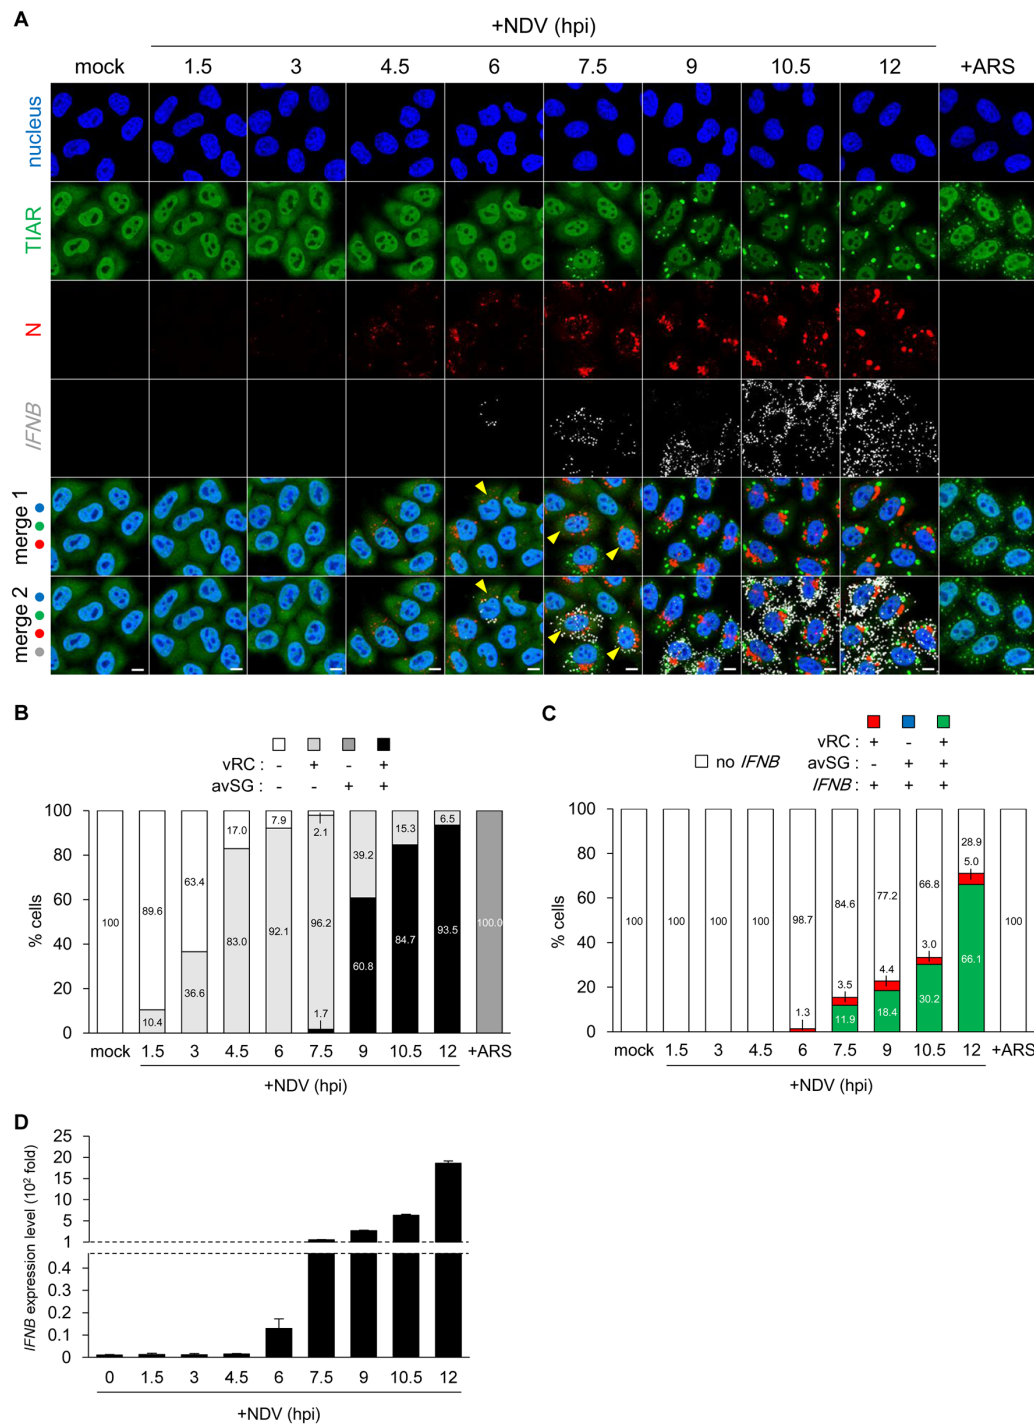 A
+NDV (hpi)
mock 1.5 3 4.5 6 7.5 9 10.5 12 +ARS
nucleus
TIAR
N
IFNB
merge 1
merge 2
B
vRC : - + - +
avSG : - - + +
% cells
100
80
60
40
20
0
100
89.6
10.4
63.4
36.6
17.0
83.0
7.9
92.1
2.1
96.2
1.7
39.2
60.8
15.3
84.7
6.5
93.5
100.0
mock 1.5 3 4.5 6 7.5 9 10.5 12 +ARS
+NDV (hpi)
C
vRC : + - +
no IFNB avSG : - + +
IFNB : + + +
% cells
100
80
60
40
20
0
100
100
100
100
98.7
1.3
84.6
3.5
11.9
77.2
4.4
18.4
66.8
3.0
30.2
28.9
5.0
66.1
100
mock 1.5 3 4.5 6 7.5 9 10.5 12 +ARS
+NDV (hpi)
D
IFNB expression level (10² fold)
25
20
15
10
5
1
0.4
0.3
0.2
0.1
0
0 1.5 3 4.5 6 7.5 9 10.5 12
+NDV (hpi)